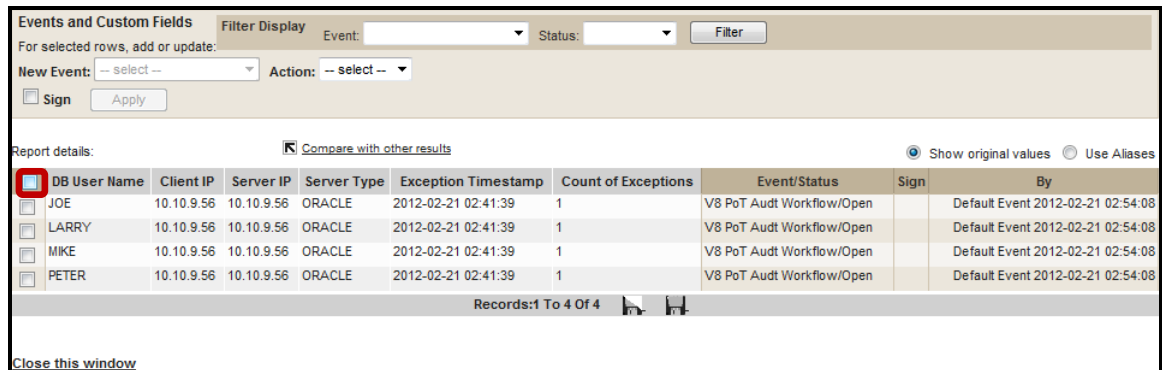 Events and Custom Fields Filter Display Event: Status: Filter
For selected rows, add or update:
New Event: -- select -- Action: -- select --
Sign Apply
Report details: Compare with other results Show original values Use Aliases
DB User Name Client IP Server IP Server Type Exception Timestamp Count of Exceptions Event/Status Sign By
JOE 10.10.9.56 10.10.9.56 ORACLE 2012-02-21 02:41:39 1 V8 PoT Audt Workflow/Open Default Event 2012-02-21 02:54:08
LARRY 10.10.9.56 10.10.9.56 ORACLE 2012-02-21 02:41:39 1 V8 PoT Audt Workflow/Open Default Event 2012-02-21 02:54:08
MIKE 10.10.9.56 10.10.9.56 ORACLE 2012-02-21 02:41:39 1 V8 PoT Audt Workflow/Open Default Event 2012-02-21 02:54:08
PETER 10.10.9.56 10.10.9.56 ORACLE 2012-02-21 02:41:39 1 V8 PoT Audt Workflow/Open Default Event 2012-02-21 02:54:08
Records:1 To 4 Of 4
Close this window